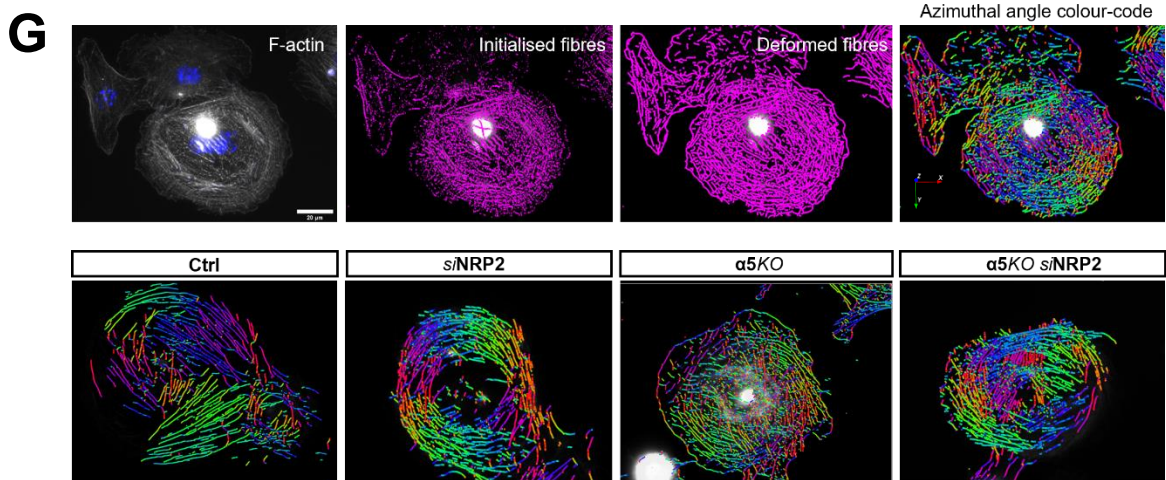 G
Azimuthal angle colour-code
F-actin
Initialised fibres
Deformed fibres
20 µm
Z
X
Y
Ctrl
siNRP2
α5KO
α5KO siNRP2